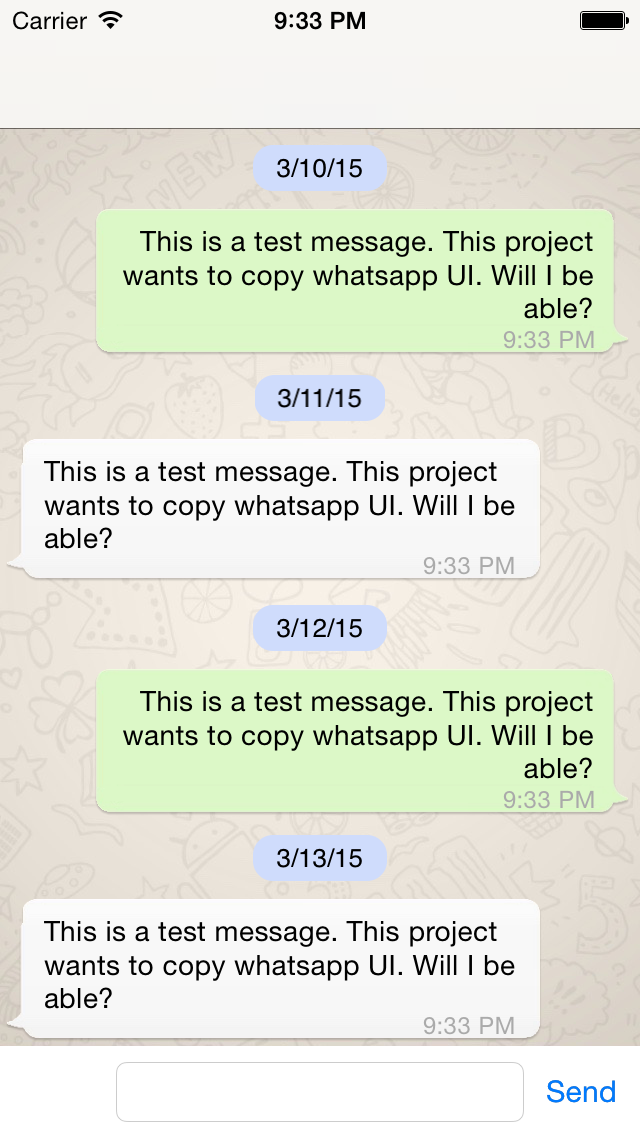 Carrier 9:33 PM
3/10/15
This is a test message. This project
wants to copy whatsapp UI. Will I be
able?
9:33 PM
3/11/15
This is a test message. This project
wants to copy whatsapp UI. Will I be
able?
9:33 PM
3/12/15
This is a test message. This project
wants to copy whatsapp UI. Will I be
able?
9:33 PM
3/13/15
This is a test message. This project
wants to copy whatsapp UI. Will I be
able?
9:33 PM
Send
NEW
Hello